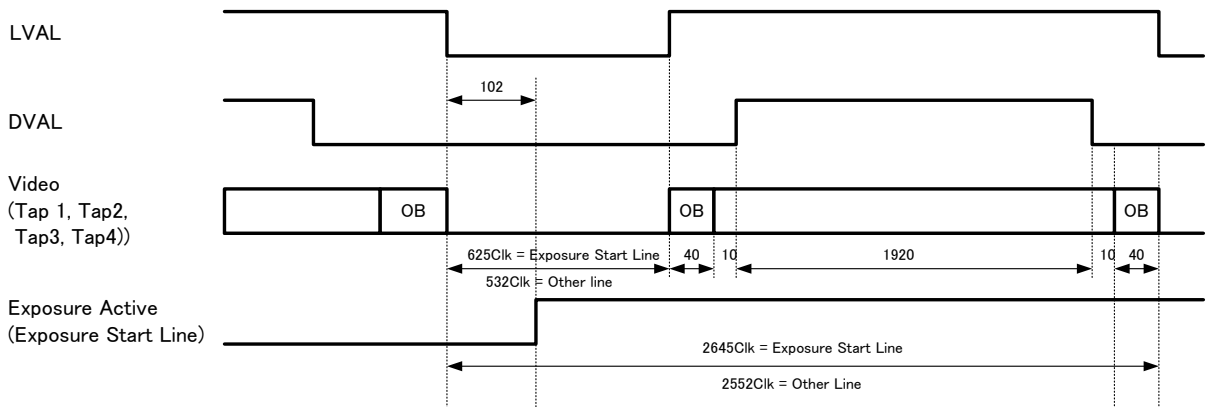 LVAL
102
DVAL
Video
(Tap 1, Tap2,
Tap3, Tap4))
OB
OB
OB
625Clk = Exposure Start Line
40
10
1920
10
40
532Clk = Other line
Exposure Active
(Exposure Start Line)
2645Clk = Exposure Start Line
2552Clk = Other Line